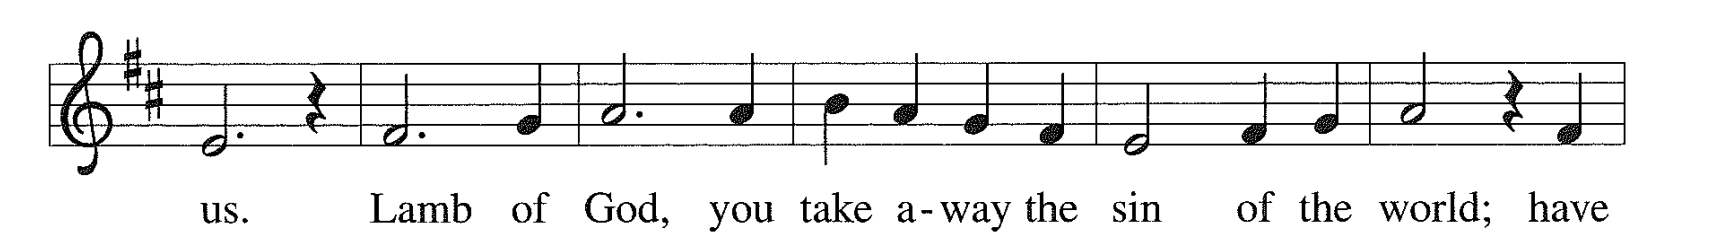 us. Lamb of God, you take a-way the sin of the world; have